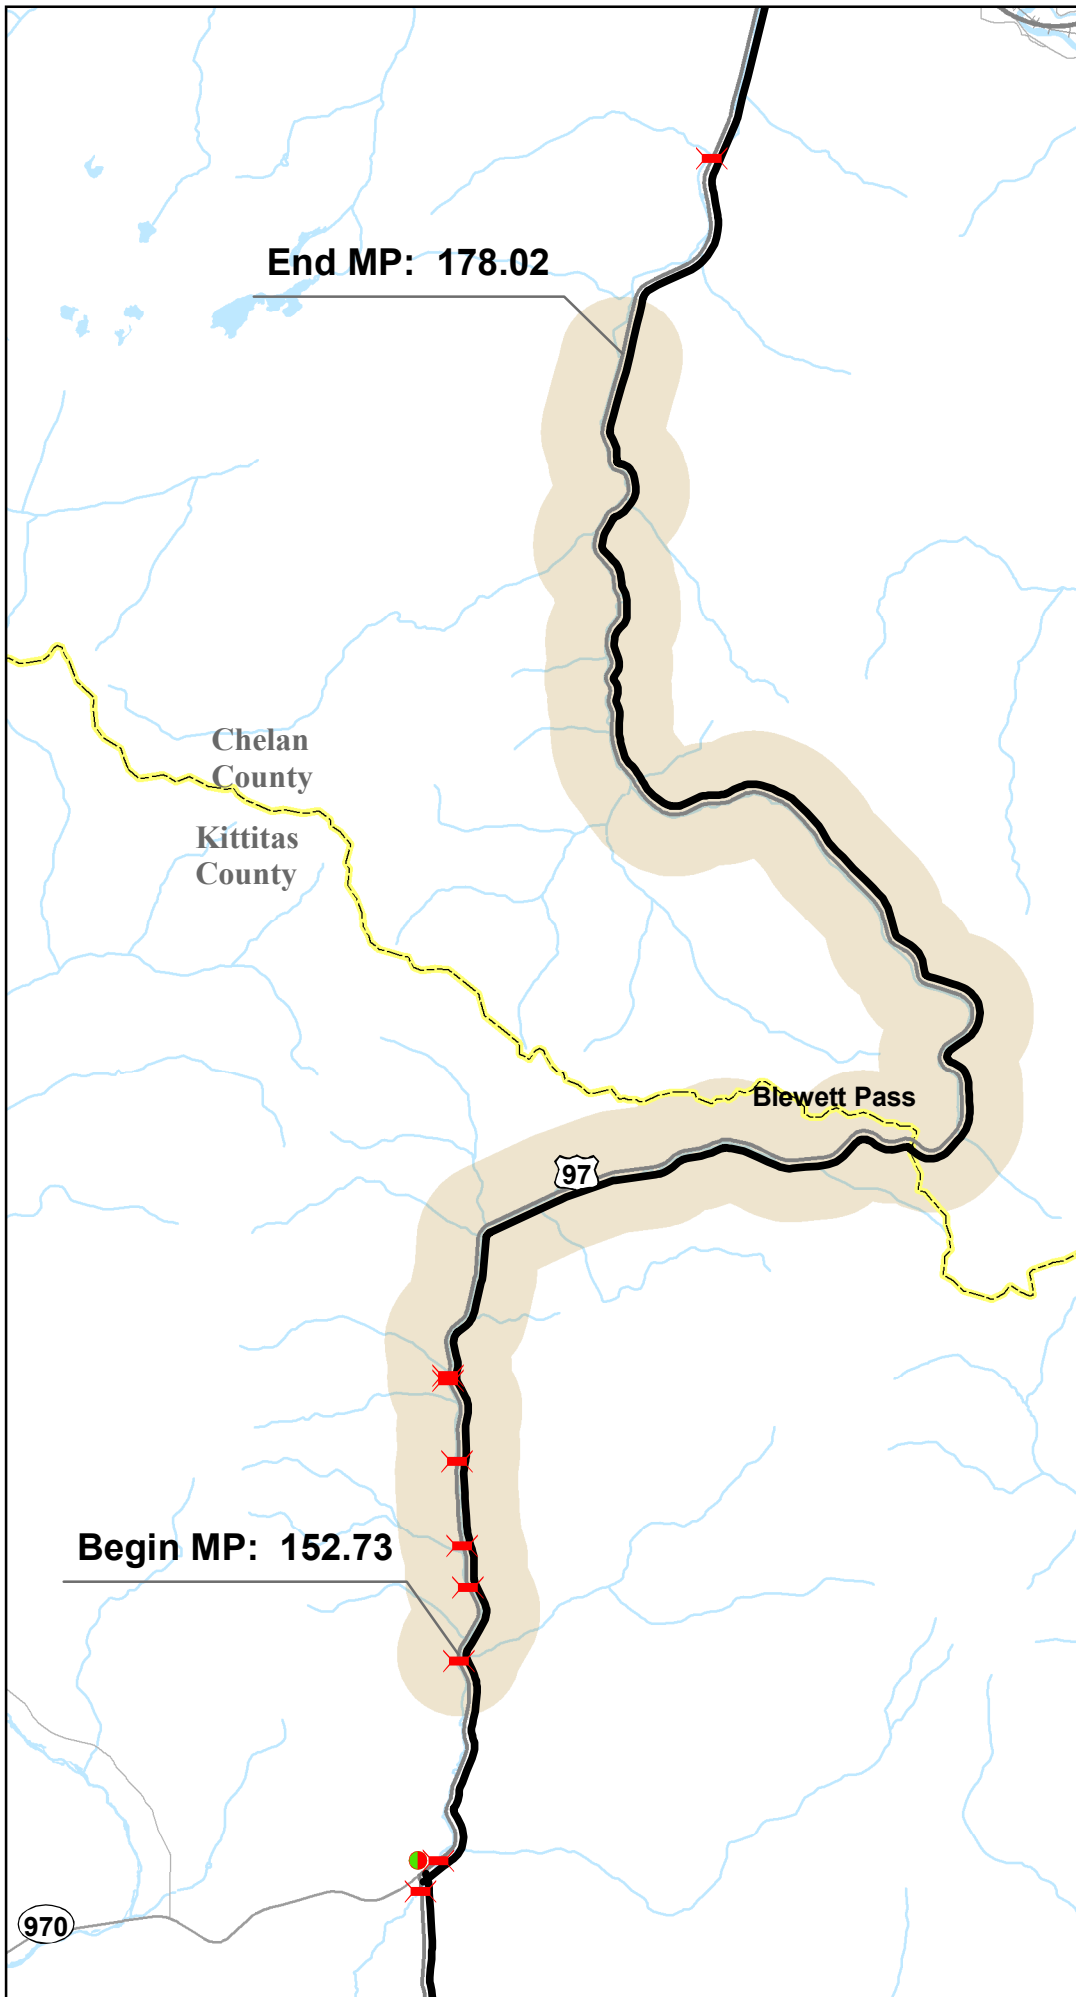 End MP: 178.02
Chelan
County
Kittitas
County
Blewett Pass
97
Begin MP: 152.73
970